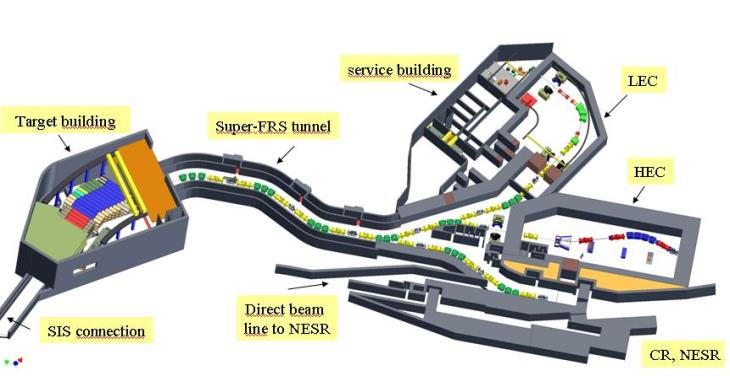 service building
LEC
Target building
Super-FRS tunnel
HEC
Direct beam
line to NESR
SIS connection
CR, NESR